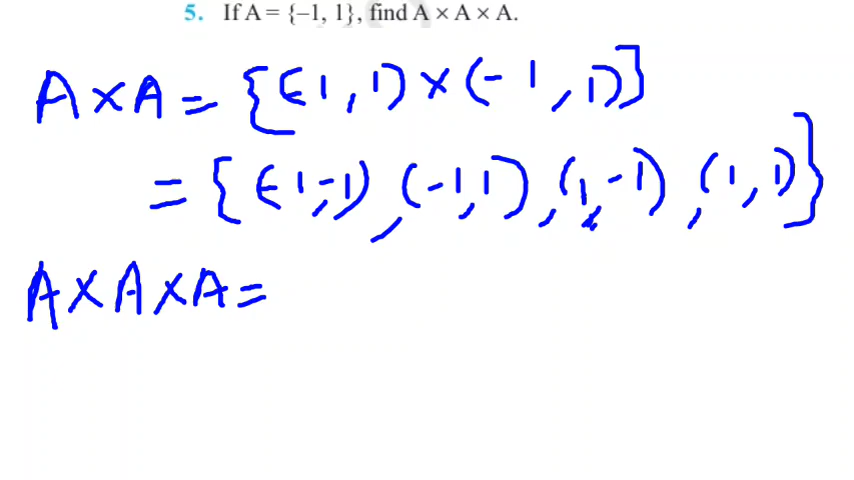 5. If A = {–1, 1}, find A × A × A.
A×A = {(-1, 1) × (-1, 1)}
= {(-1, -1), (-1, 1), (1, -1), (1, 1)}
A×A×A =